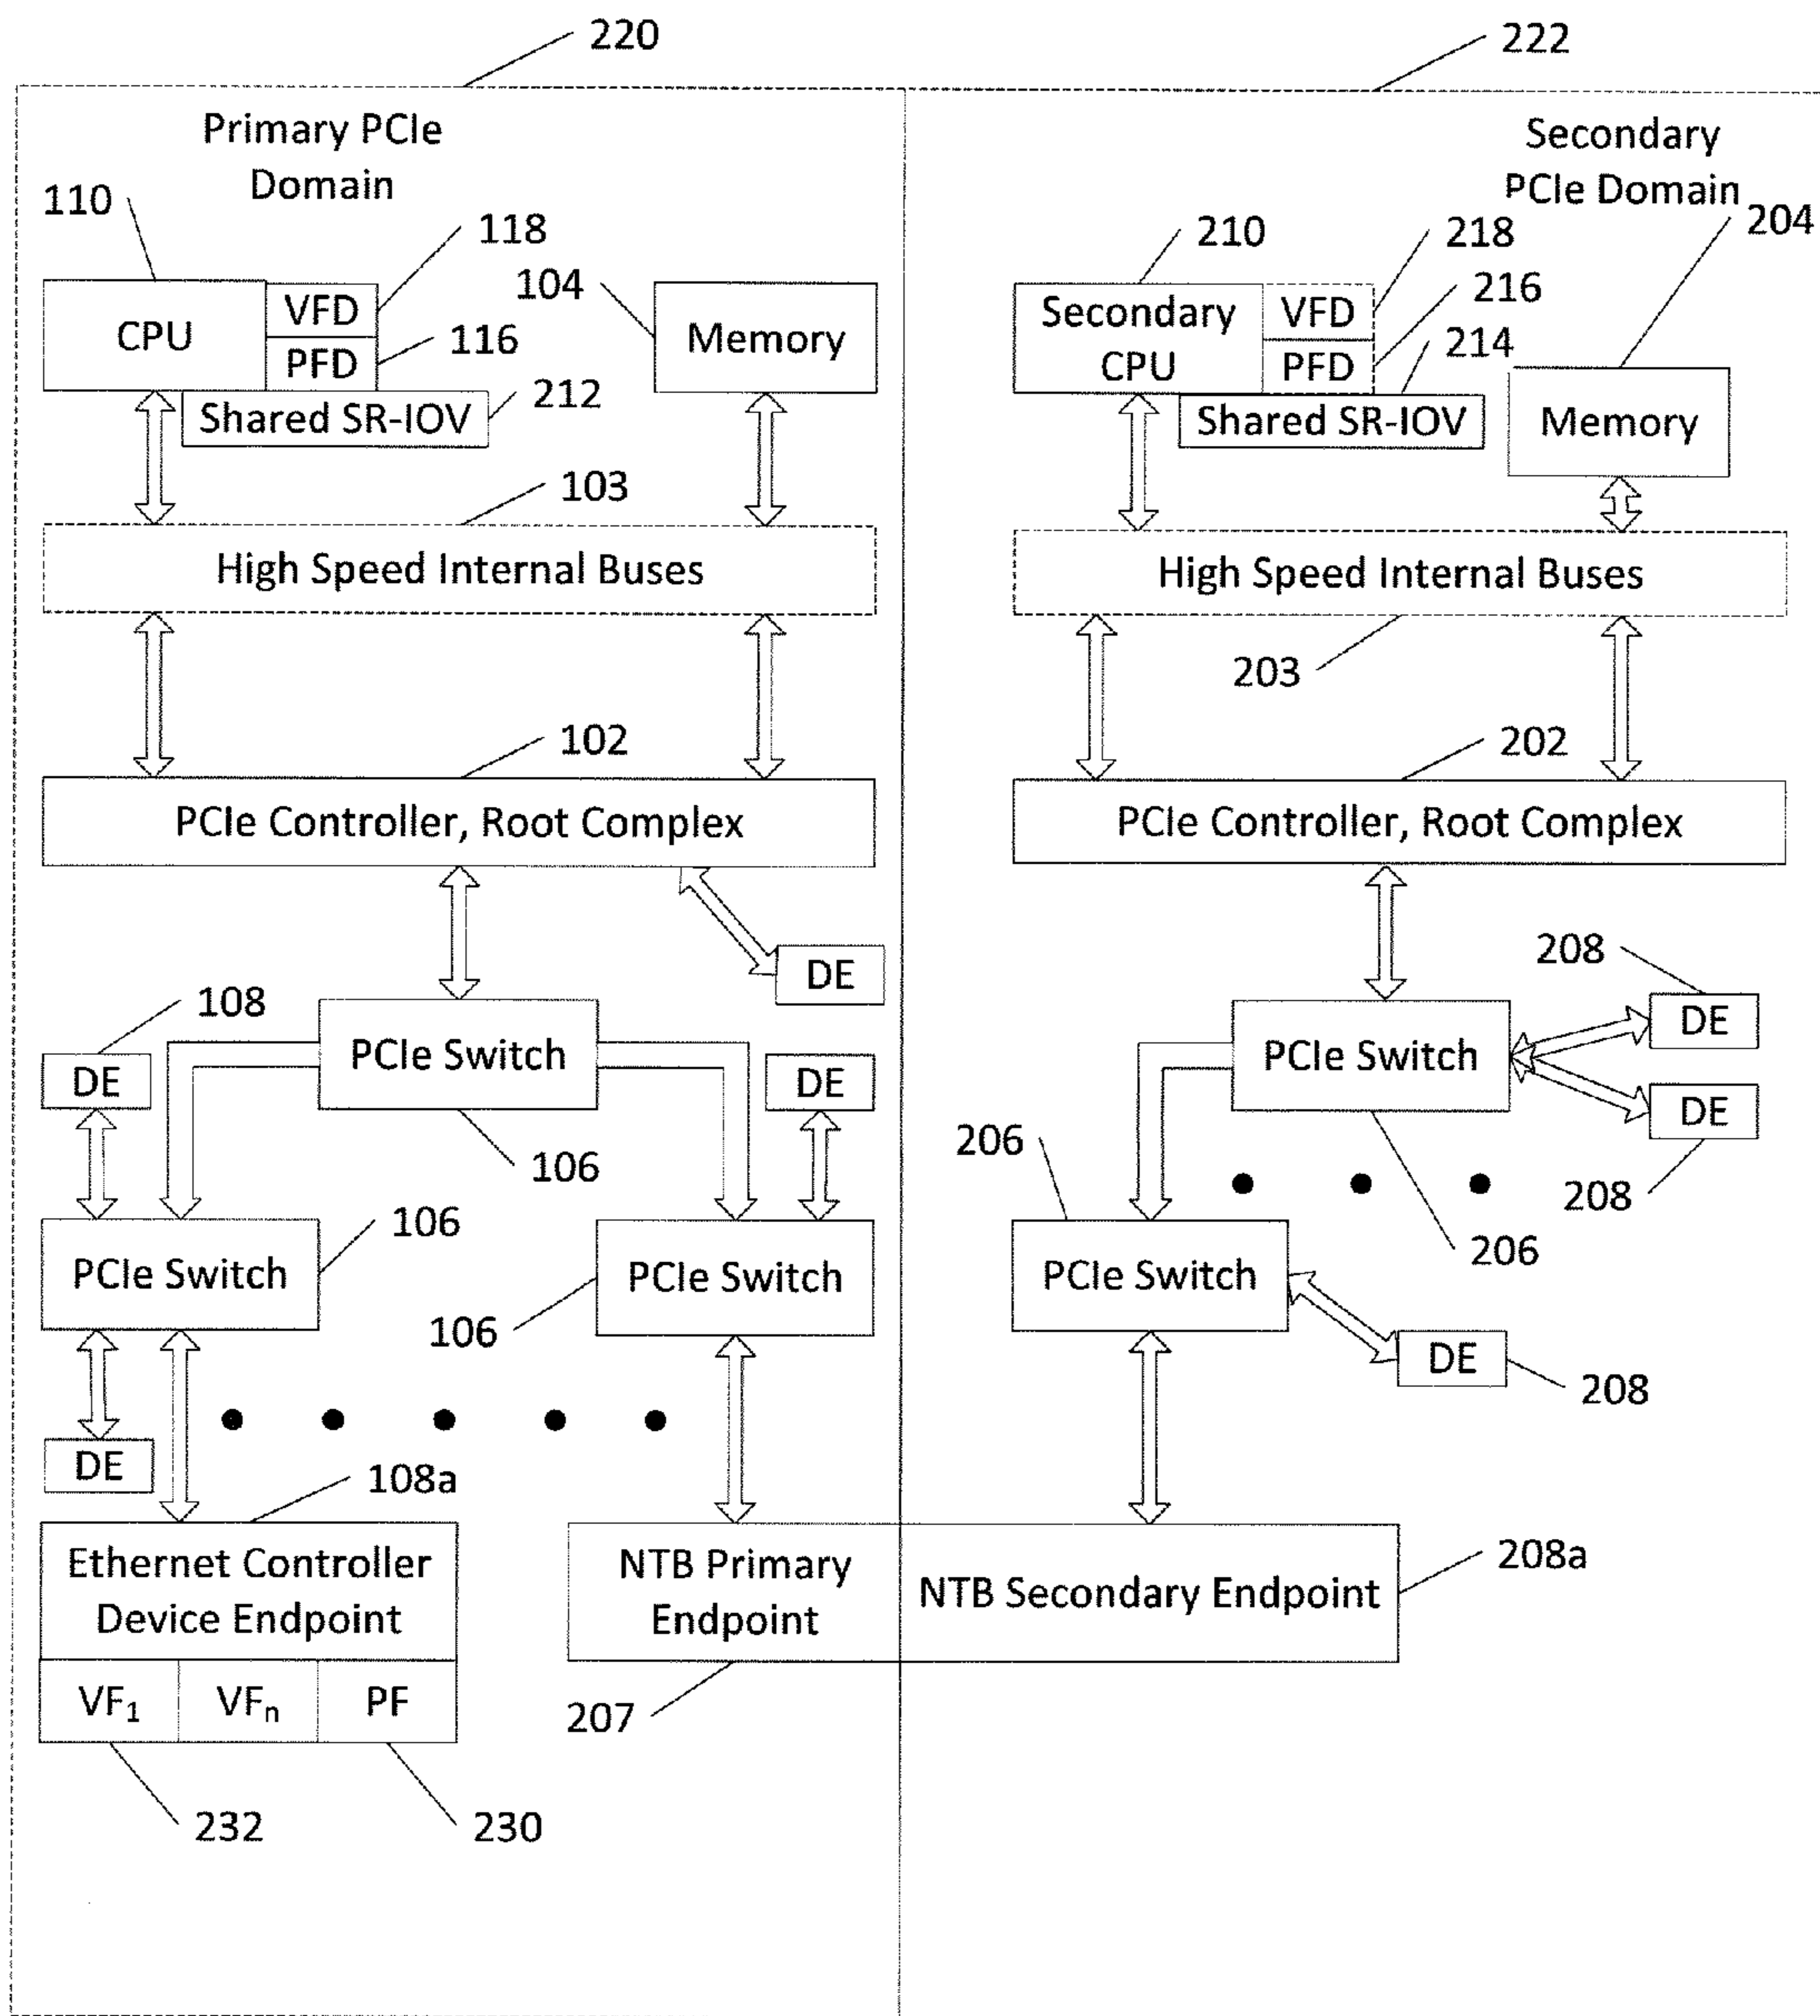 220
222
Primary PCIe
Domain
Secondary
PCIe Domain
110
118
104
210
218
204
216
CPU
VFD
PFD
116
Memory
Secondary
CPU
VFD
PFD
214
Shared SR-IOV
212
Shared SR-IOV
Memory
103
High Speed Internal Buses
High Speed Internal Buses
203
102
202
PCIe Controller, Root Complex
PCIe Controller, Root Complex
DE
208
108
DE
PCIe Switch
DE
PCIe Switch
DE
DE
106
206
208
106
PCIe Switch
PCIe Switch
106
PCIe Switch
206
DE
208
DE
108a
Ethernet Controller
Device Endpoint
NTB Primary
Endpoint
NTB Secondary Endpoint
208a
VF1
VFn
PF
207
232
230